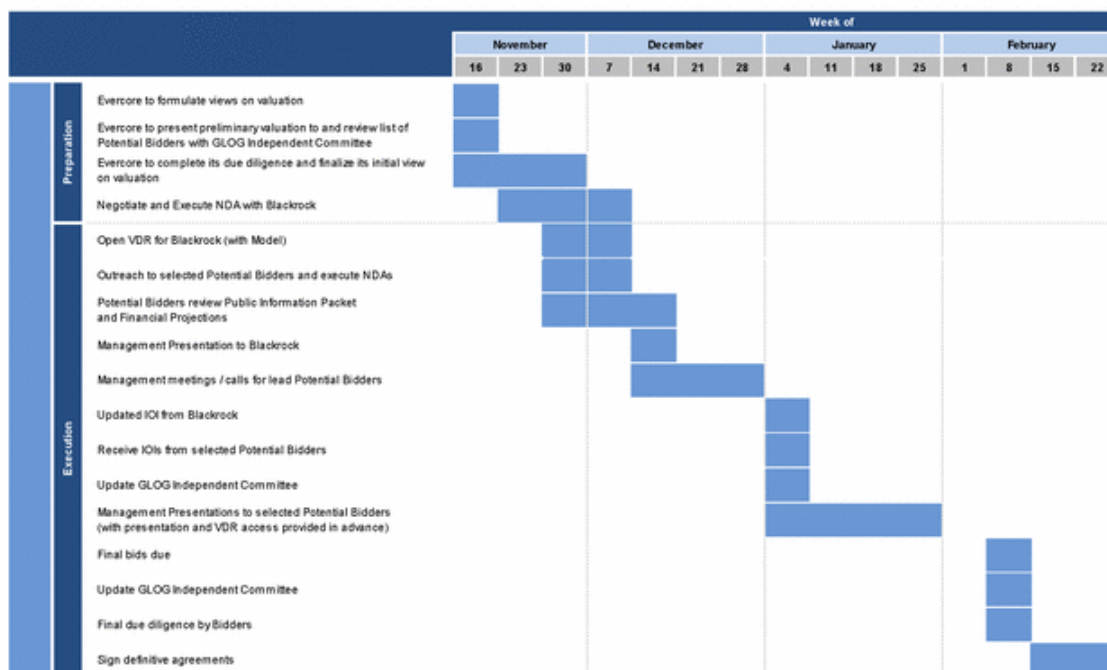 Week of
November December January February
16 23 30 7 14 21 28 4 11 18 25 1 8 15 22
Preparation
Evercore to formulate views on valuation
Evercore to present preliminary valuation to and review list of
Potential Bidders with GLOG Independent Committee
Evercore to complete its due diligence and finalize its initial view
on valuation
Negotiate and Execute NDA with Blackrock
Execution
Open VDR for Blackrock (with Model)
Outreach to selected Potential Bidders and execute NDAs
Potential Bidders review Public Information Packet
and Financial Projections
Management Presentation to Blackrock
Management meetings / calls for lead Potential Bidders
Updated IOI from Blackrock
Receive IOIs from selected Potential Bidders
Update GLOG Independent Committee
Management Presentations to selected Potential Bidders
(with presentation and VDR access provided in advance)
Final bids due
Update GLOG Independent Committee
Final due diligence by Bidders
Sign definitive agreements